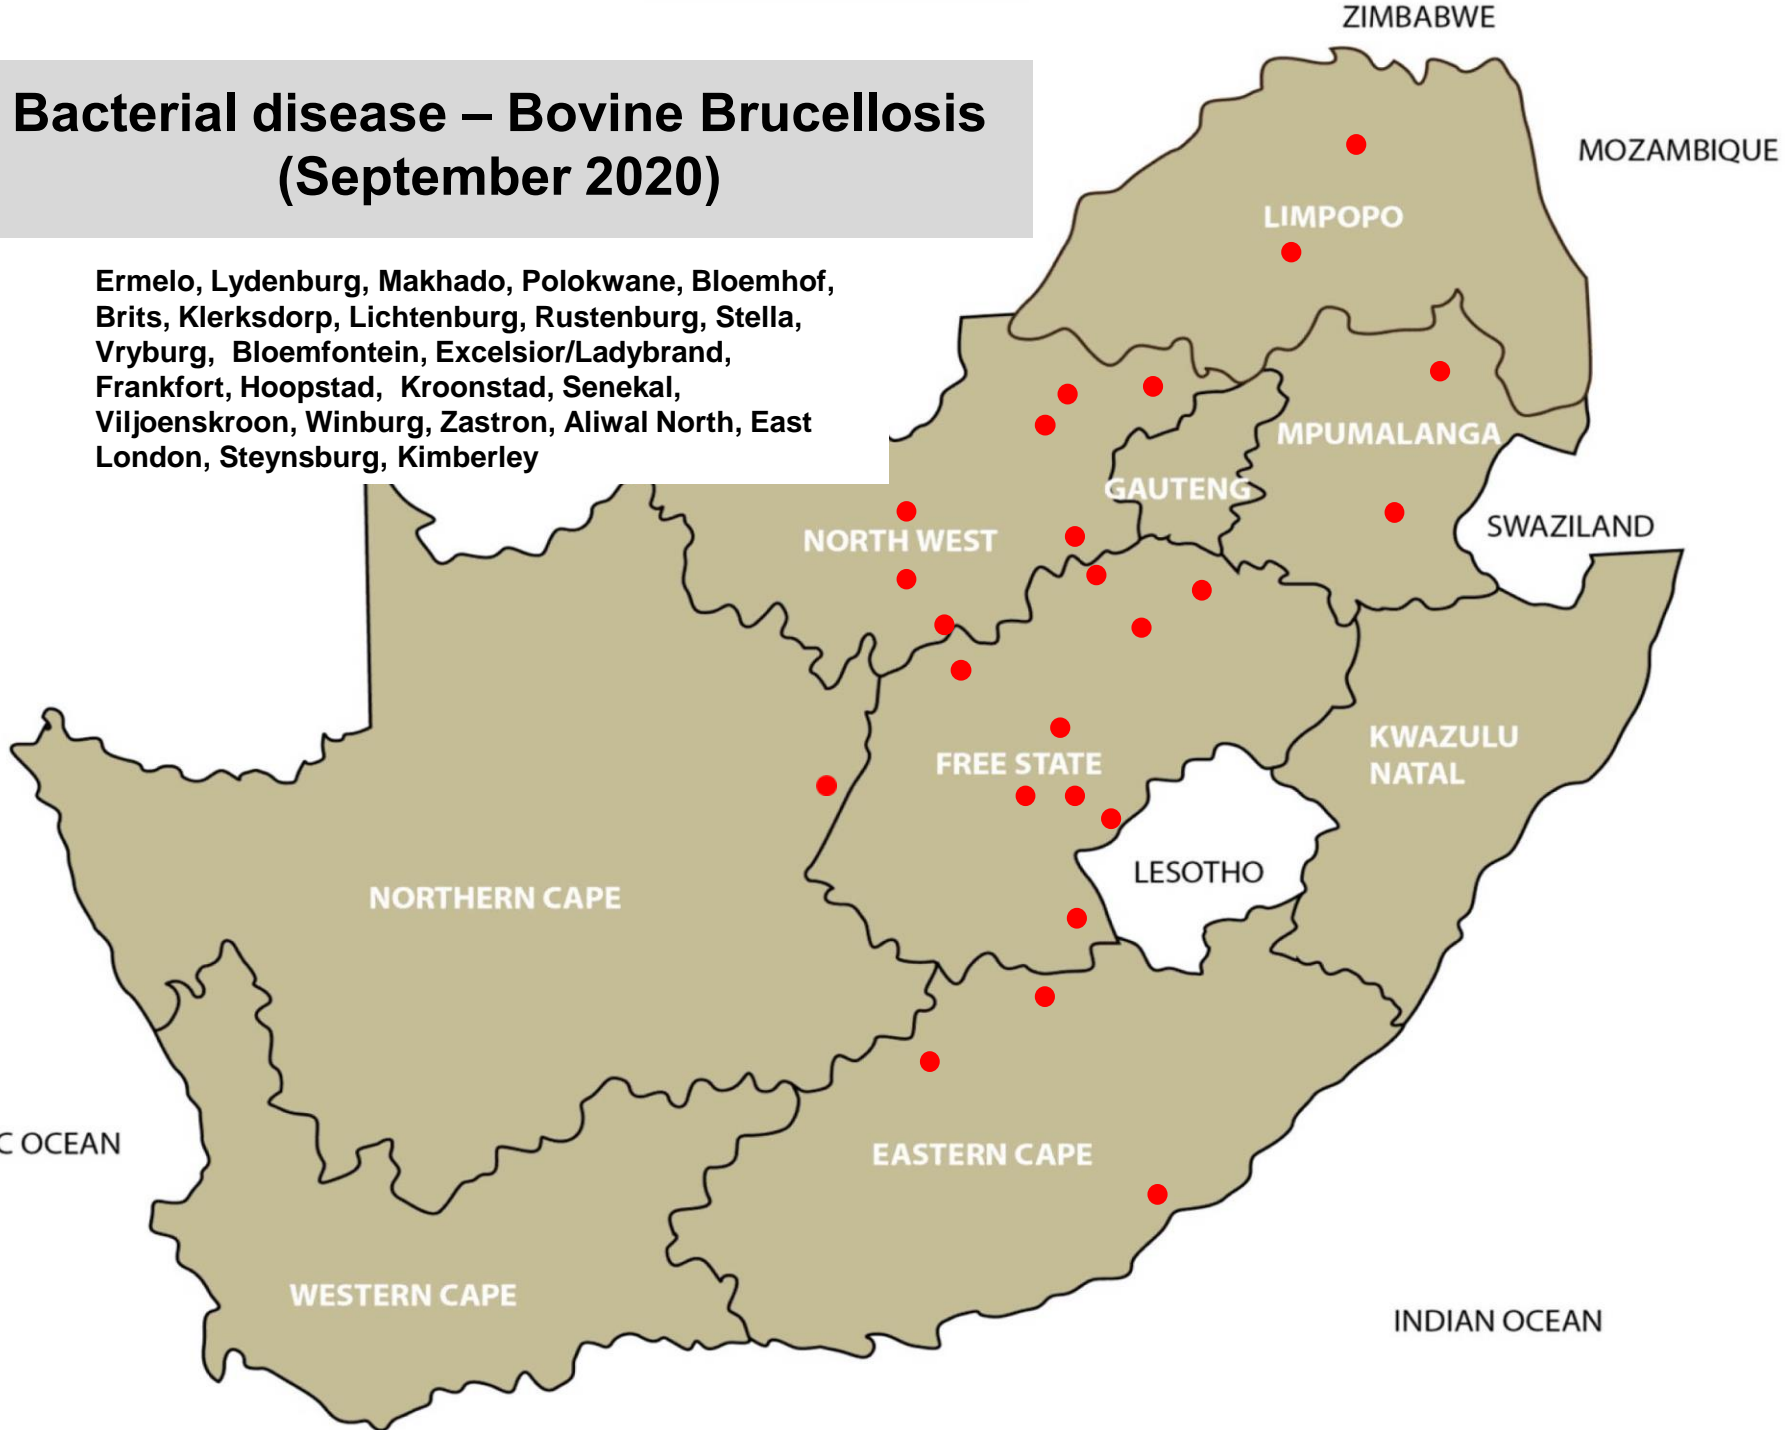 ZIMBABWE
Bacterial disease – Bovine Brucellosis
(September 2020)
MOZAMBIQUE
LIMPOPO
Ermelo, Lydenburg, Makhado, Polokwane, Bloemhof,
Brits, Klerksdorp, Lichtenburg, Rustenburg, Stella,
Vryburg, Bloemfontein, Excelsior/Ladybrand,
Frankfort, Hoopstad, Kroonstad, Senekal,
Viljoenskroon, Winburg, Zastron, Aliwal North, East
London, Steynsburg, Kimberley
MPUMALANGA
GAUTENG
SWAZILAND
NORTH WEST
KWAZULU
NATAL
FREE STATE
LESOTHO
NORTHERN CAPE
C OCEAN
EASTERN CAPE
WESTERN CAPE
INDIAN OCEAN